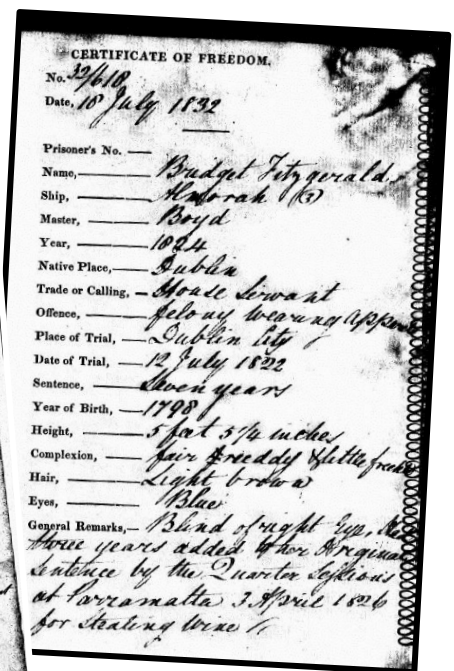 CERTIFICATE OF FREEDOM.
No. 32/618
Date, 18 July 1832
Prisoner's No. —
Name, Bridget Fitzgerald
Ship, Almorah (3)
Master, Boyd
Year, 1824
Native Place, Dublin
Trade or Calling, House Servant
Offence, felony wearing
Place of Trial, Dublin City
Date of Trial, 12 July 1822
Sentence, Seven years
Year of Birth, 1798
Height, 5 feet 5 1/4 inches
Complexion, fair & little
Hair, Light brown
Eyes, Blue
General Remarks,— Blind of right Eye,
three years added to her Original
sentence by the Quarter Sessions
at Parramatta 3 April 1826
for stealing wine